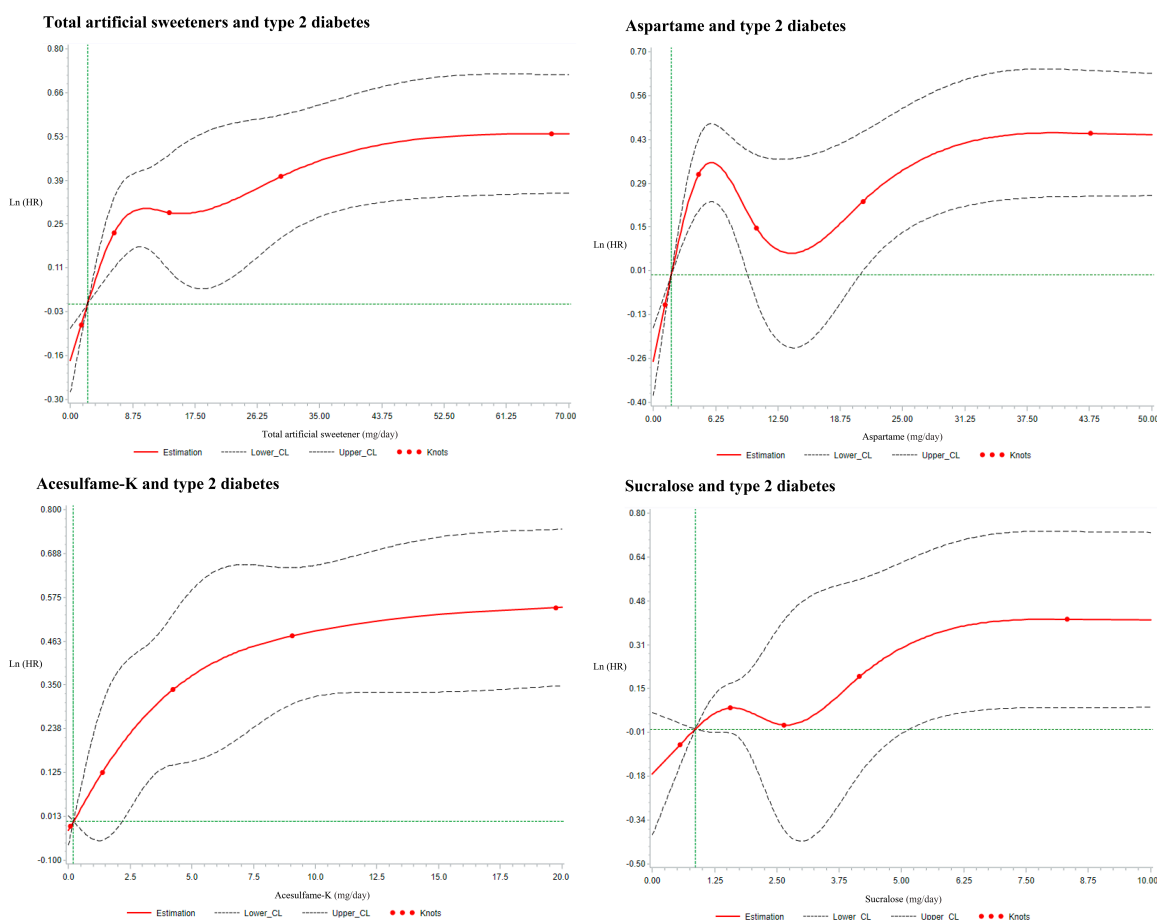 Total artificial sweeteners and type 2 diabetes
0.80
0.66
0.53
0.39
Ln (HR)
0.25
0.11
-0.03
-0.16
-0.30
0.00 8.75 17.50 26.25 35.00 43.75 52.50 61.25 70.00
Total artificial sweetener (mg/day)
Estimation Lower_CL Upper_CL Knots
Aspartame and type 2 diabetes
0.70
0.56
0.43
0.29
0.15
Ln (HR)
0.01
-0.13
-0.26
-0.40
0.00 6.25 12.50 18.75 25.00 31.25 37.50 43.75 50.00
Aspartame (mg/day)
Estimation Lower_CL Upper_CL Knots
Acesulfame-K and type 2 diabetes
0.800
0.688
0.575
0.463
Ln (HR)
0.350
0.238
0.125
0.013
-0.100
0.0 2.5 5.0 7.5 10.0 12.5 15.0 17.5 20.0
Acesulfame-K (mg/day)
Estimation Lower_CL Upper_CL Knots
Sucralose and type 2 diabetes
0.80
0.64
0.48
0.31
Ln (HR)
0.15
-0.01
-0.18
-0.34
-0.50
0.00 1.25 2.50 3.75 5.00 6.25 7.50 8.75 10.00
Sucralose (mg/day)
Estimation Lower_CL Upper_CL Knots